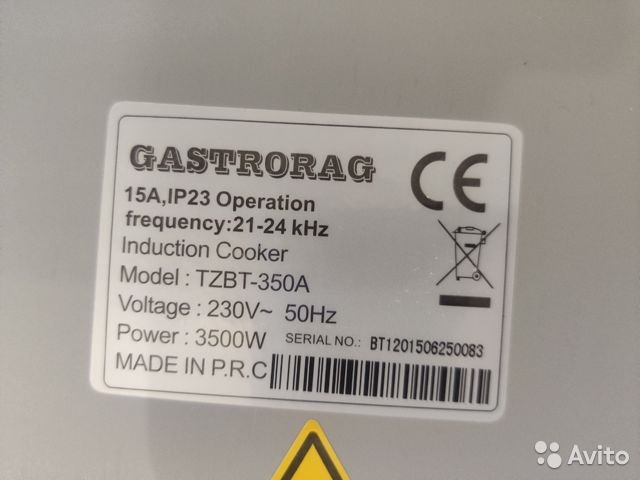 GASTRORAG
CE
15A,IP23 Operation
frequency:21-24 kHz
Induction Cooker
Model : TZBT-350A
Voltage : 230V~ 50Hz
Power : 3500W SERIAL NO.: BT1201506250083
MADE IN P.R.C
Avito